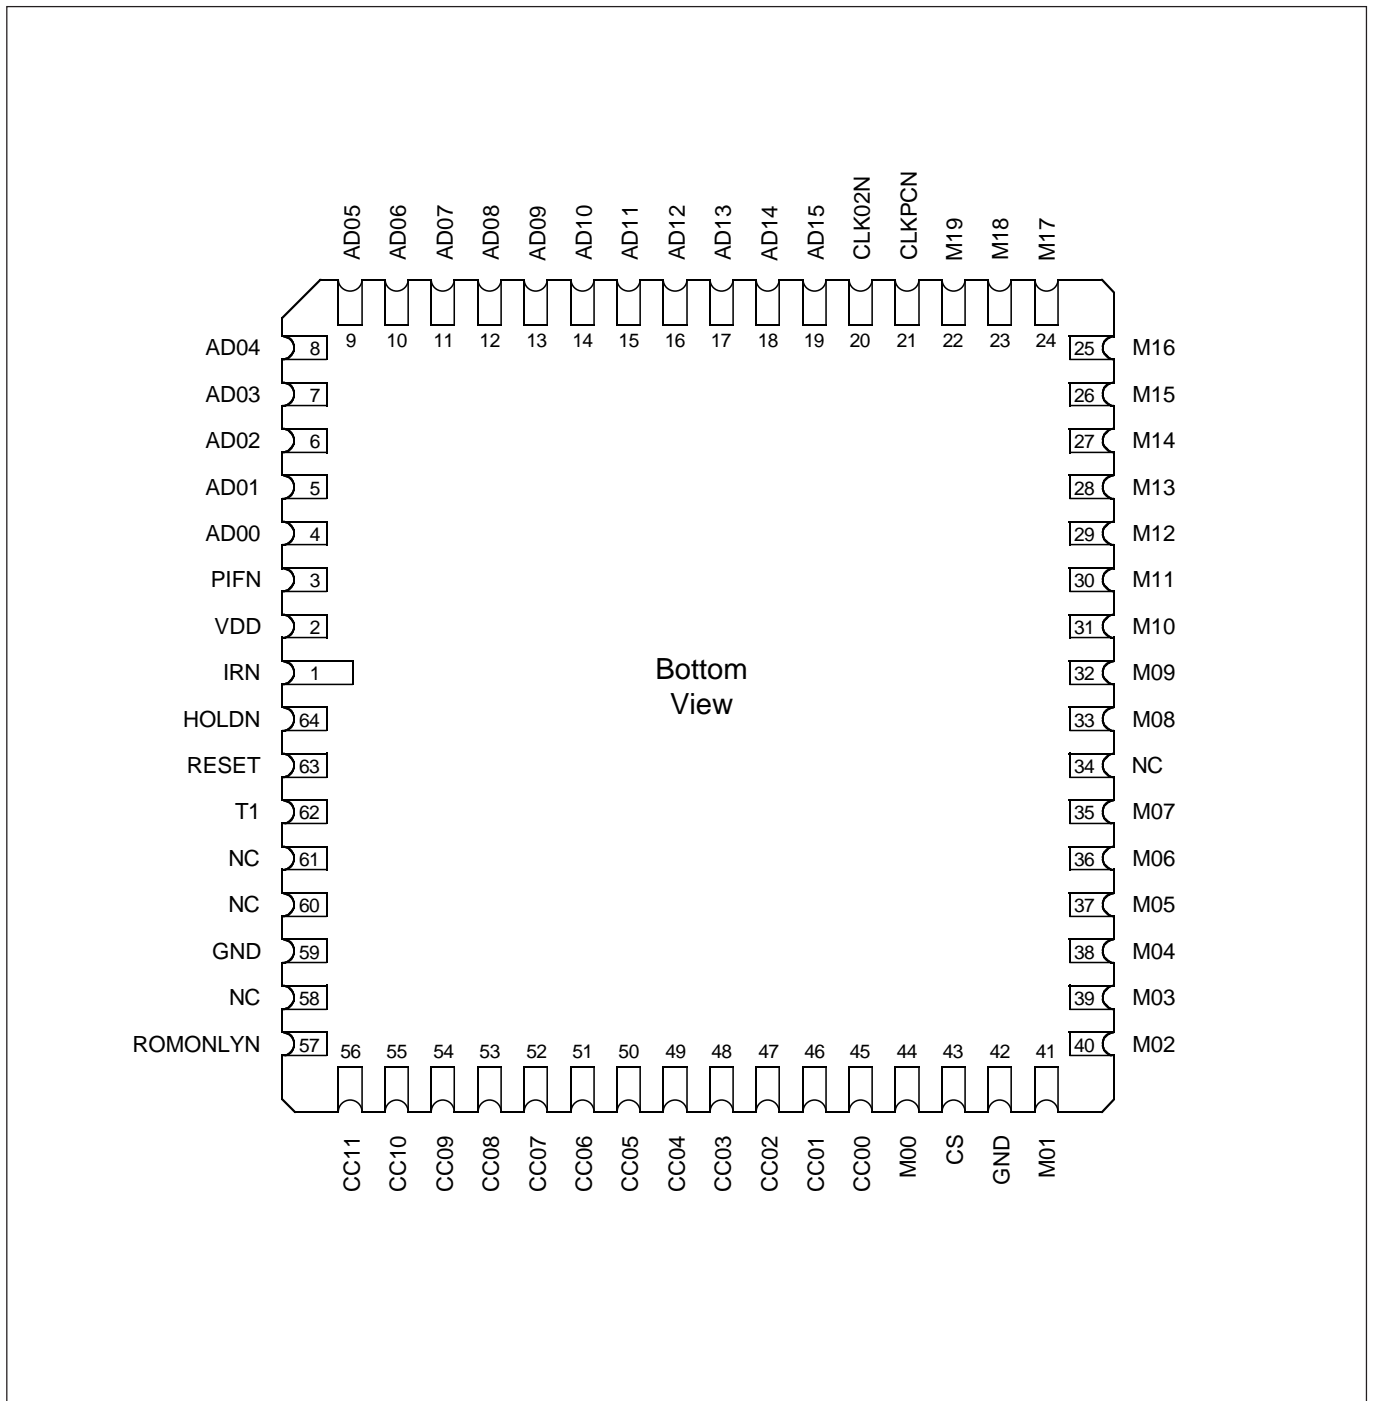 AD05 AD06 AD07 AD08 AD09 AD10 AD11 AD12 AD13 AD14 AD15 CLK02N CLKPCN M19 M18 M17
9 10 11 12 13 14 15 16 17 18 19 20 21 22 23 24
AD04 8 25 M16
AD03 7 26 M15
AD02 6 27 M14
AD01 5 28 M13
AD00 4 29 M12
PIFN 3 30 M11
VDD 2 31 M10
IRN 1 32 M09
Bottom
View
HOLDN 64 33 M08
RESET 63 34 NC
T1 62 35 M07
NC 61 36 M06
NC 60 37 M05
GND 59 38 M04
NC 58 39 M03
ROMONLYN 57 40 M02
56 55 54 53 52 51 50 49 48 47 46 45 44 43 42 41
CC11 CC10 CC09 CC08 CC07 CC06 CC05 CC04 CC03 CC02 CC01 CC00 M00 CS GND M01